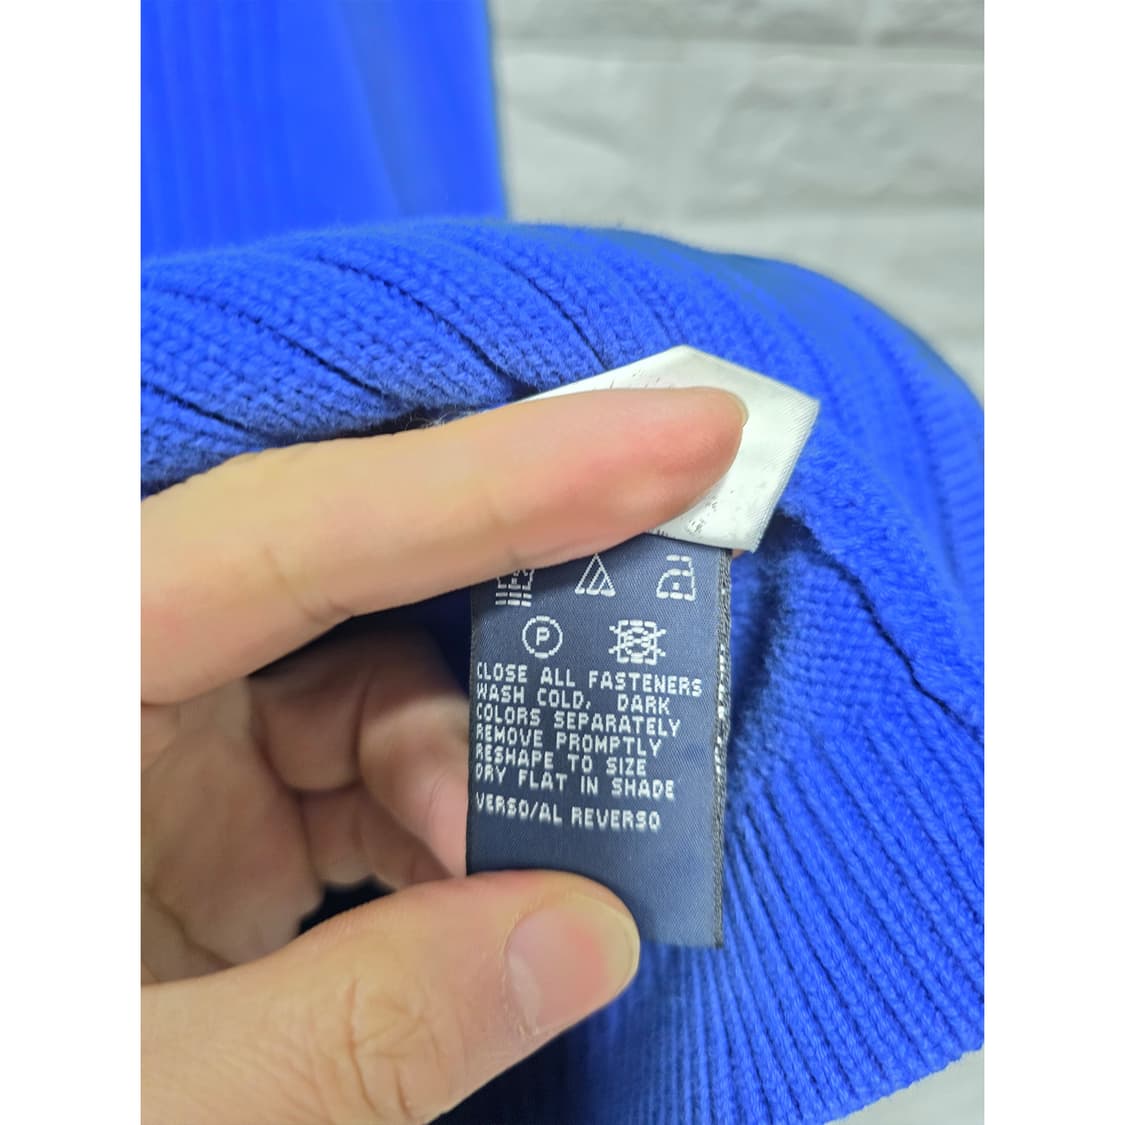 P
CLOSE ALL FASTENERS
WASH COLD, DARK
COLORS SEPARATELY
REMOVE PROMPTLY
RESHAPE TO SIZE
DRY FLAT IN SHADE
VERSO/AL REVERSO